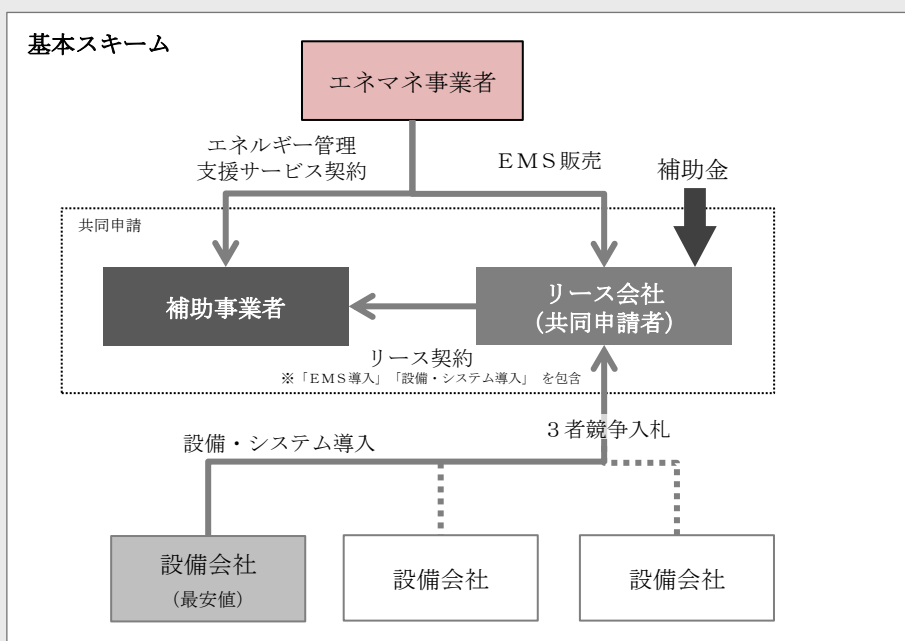 基本スキーム
エネマネ事業者
エネルギー管理
支援サービス契約
ＥＭＳ販売
補助金
共同申請
補助事業者
リース会社
（共同申請者）
リース契約
※「ＥＭＳ導入」「設備・システム導入」 を包含
３者競争入札
設備・システム導入
設備会社
（最安値）
設備会社
設備会社